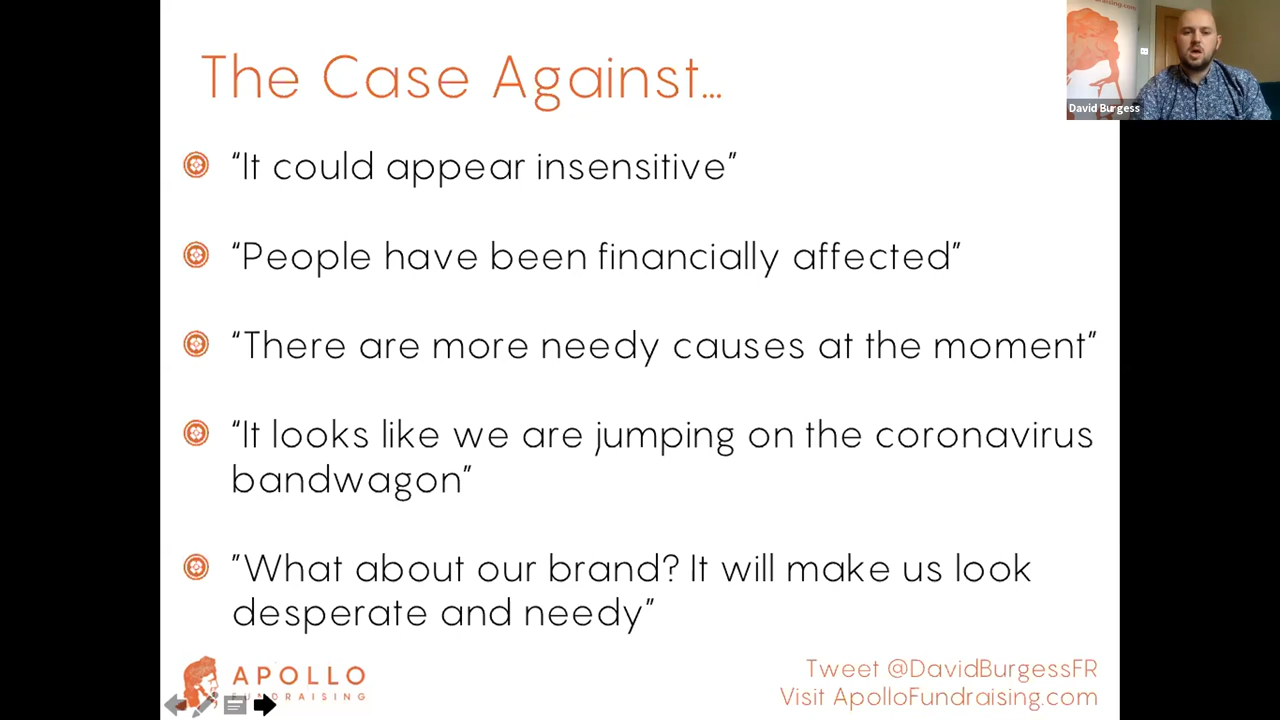 The Case Against...
“It could appear insensitive”
“People have been financially affected”
“There are more needy causes at the moment”
“It looks like we are jumping on the coronavirus
bandwagon”
”What about our brand? It will make us look
desperate and needy”
APOLLO
FUNDRAISING
Tweet @DavidBurgessFR
Visit ApolloFundraising.com
David Burgess